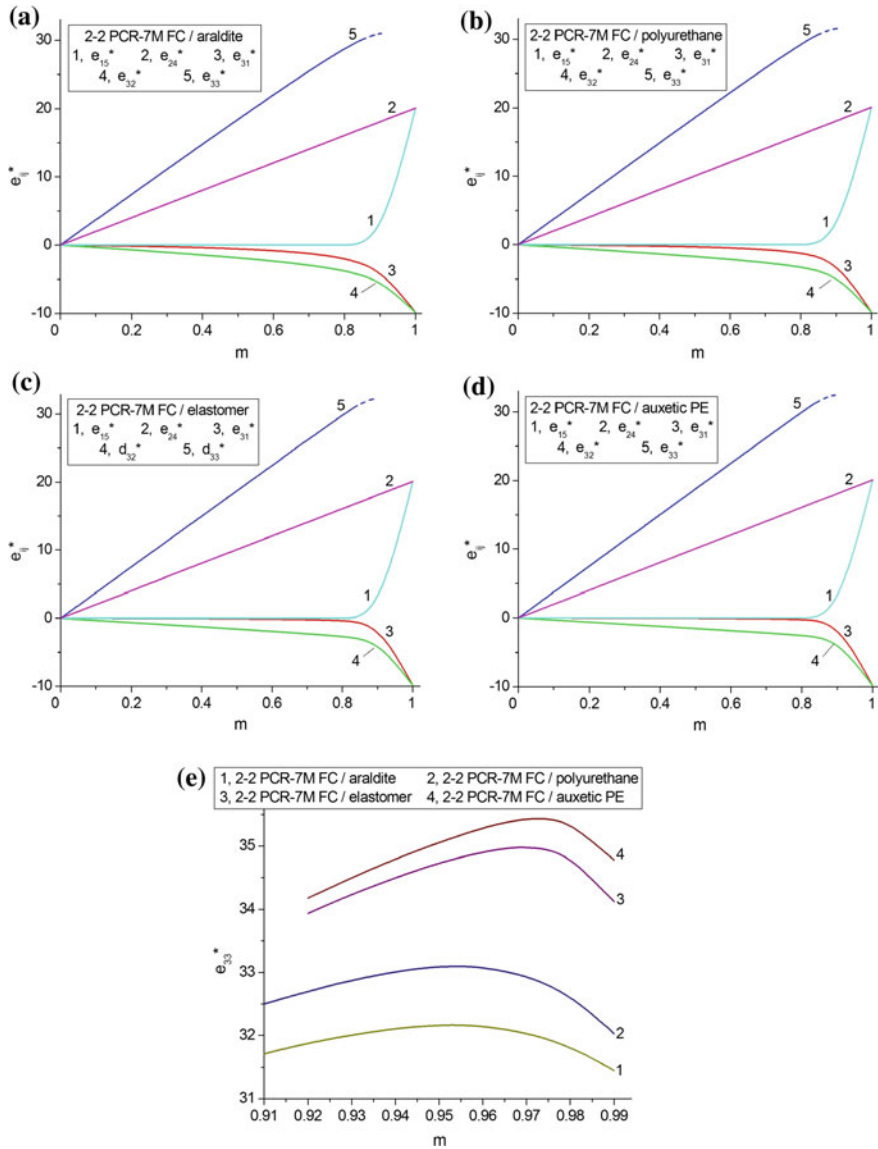 (a)
2-2 PCR-7M FC / araldite
1, e15* 2, e24* 3, e31*
4, e32* 5, e33*
30
20
10
0
-10
eij*
5
2
1
3
4
0 0.2 0.4 0.6 0.8 1
m
(b)
2-2 PCR-7M FC / polyurethane
1, e15* 2, e24* 3, e31*
4, e32* 5, e33*
30
20
10
0
-10
eij*
5
2
1
3
4
0 0.2 0.4 0.6 0.8 1
m
(c)
2-2 PCR-7M FC / elastomer
1, e15* 2, e24* 3, e31*
4, d32* 5, d33*
30
20
10
0
-10
eij*
5
2
1
3
4
0 0.2 0.4 0.6 0.8 1
m
(d)
2-2 PCR-7M FC / auxetic PE
1, e15* 2, e24* 3, e31*
4, e32* 5, e33*
30
20
10
0
-10
eij*
5
2
1
3
4
0 0.2 0.4 0.6 0.8 1
m
(e)
1, 2-2 PCR-7M FC / araldite 2, 2-2 PCR-7M FC / polyurethane
3, 2-2 PCR-7M FC / elastomer 4, 2-2 PCR-7M FC / auxetic PE
35
34
33
32
31
e33*
4
3
2
1
0.91 0.92 0.93 0.94 0.95 0.96 0.97 0.98 0.99
m